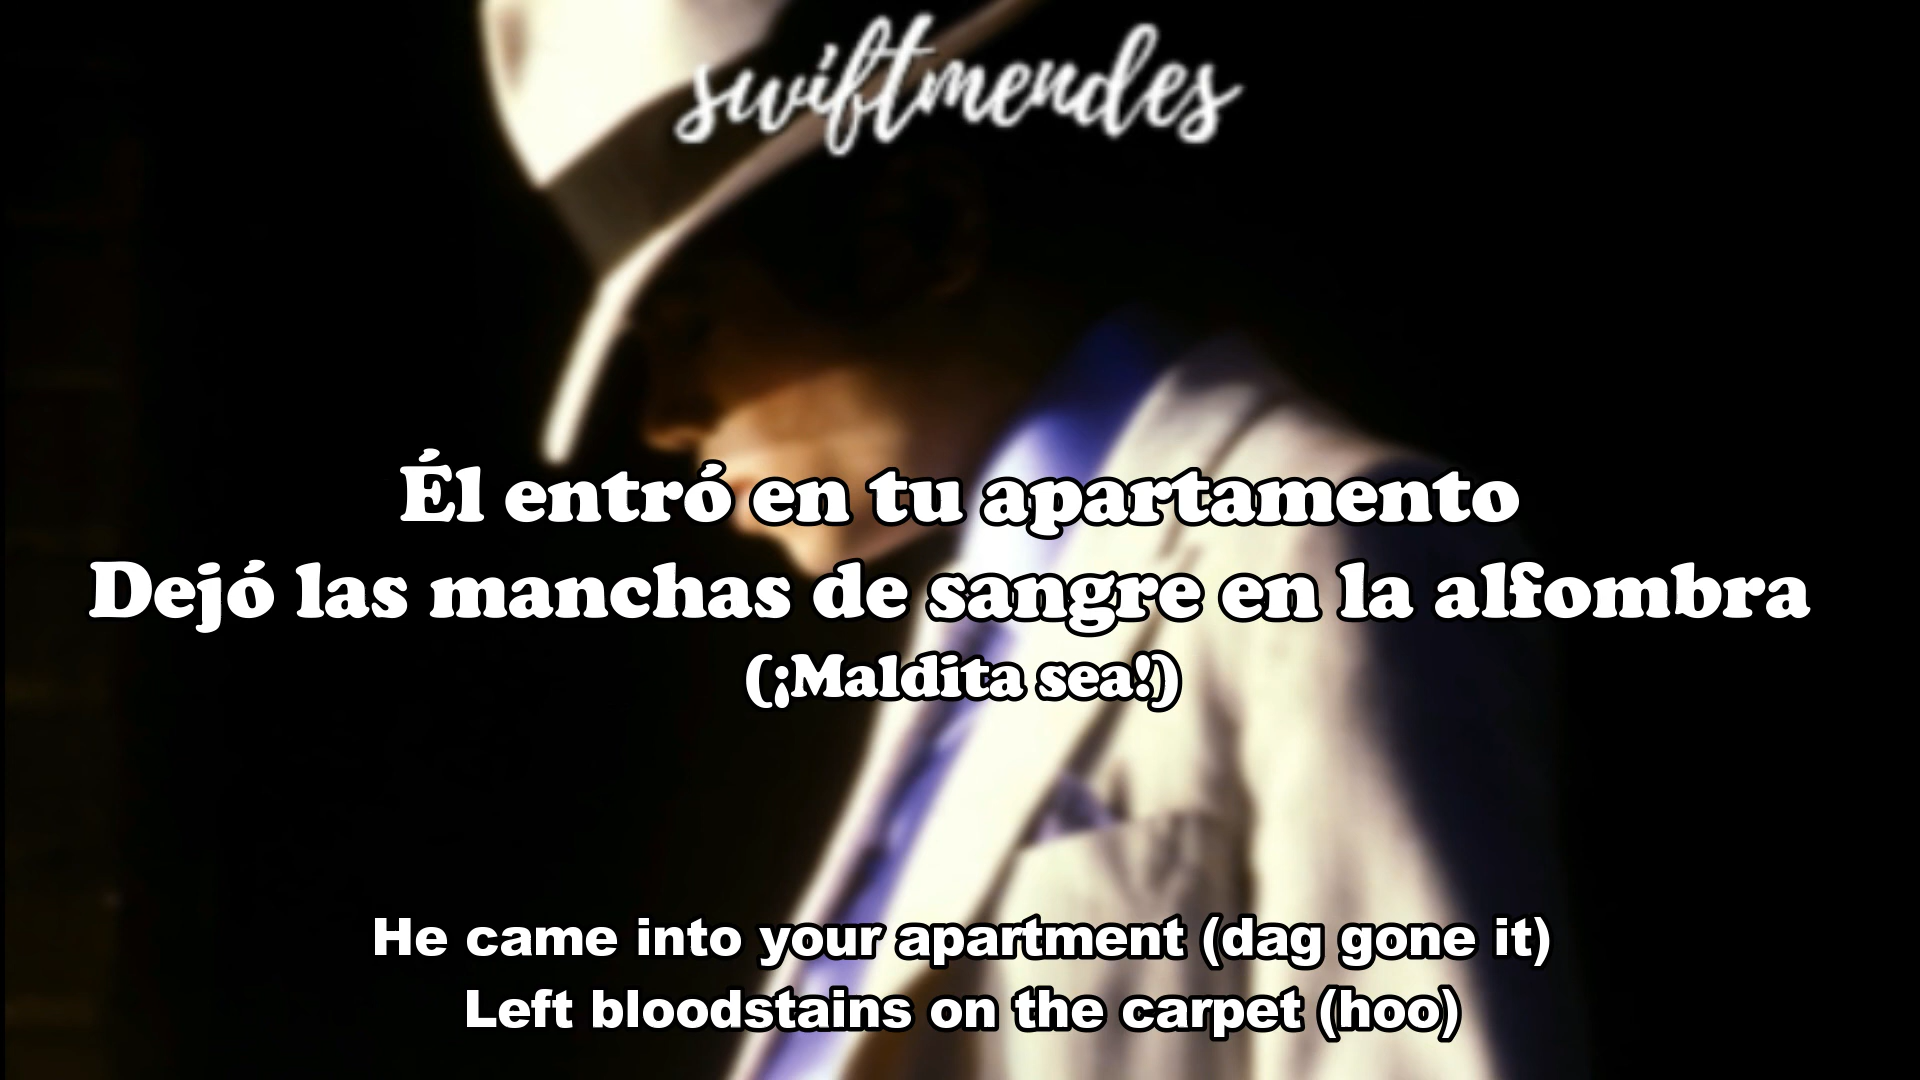 swiftmendes
Él entró en tu apartamento
Dejó las manchas de sangre en la alfombra
(¡Maldita sea!)
He came into your apartment (dag gone it)
Left bloodstains on the carpet (hoo)